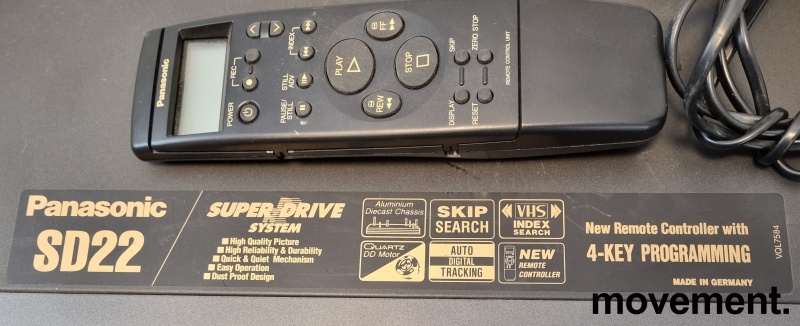 Panasonic
POWER
REC
INDEX
STILL
ADV
PAUSE/
STILL
PLAY
FF
STOP
REW
SKIP
ZERO STOP
DISPLAY
RESET
REMOTE CONTROL UNIT
Panasonic
SD22
SUPER DRIVE
SYSTEM
High Quality Picture
High Reliability & Durability
Quick & Quiet Mechanism
Easy Operation
Dust Proof Design
Aluminium
Diecast Chassis
SKIP
SEARCH
VHS
INDEX
SEARCH
QUARTZ
DD Motor
AUTO
DIGITAL
TRACKING
NEW
REMOTE
CONTROLLER
New Remote Controller with
4-KEY PROGRAMMING
MADE IN GERMANY
VQL7584
movement.